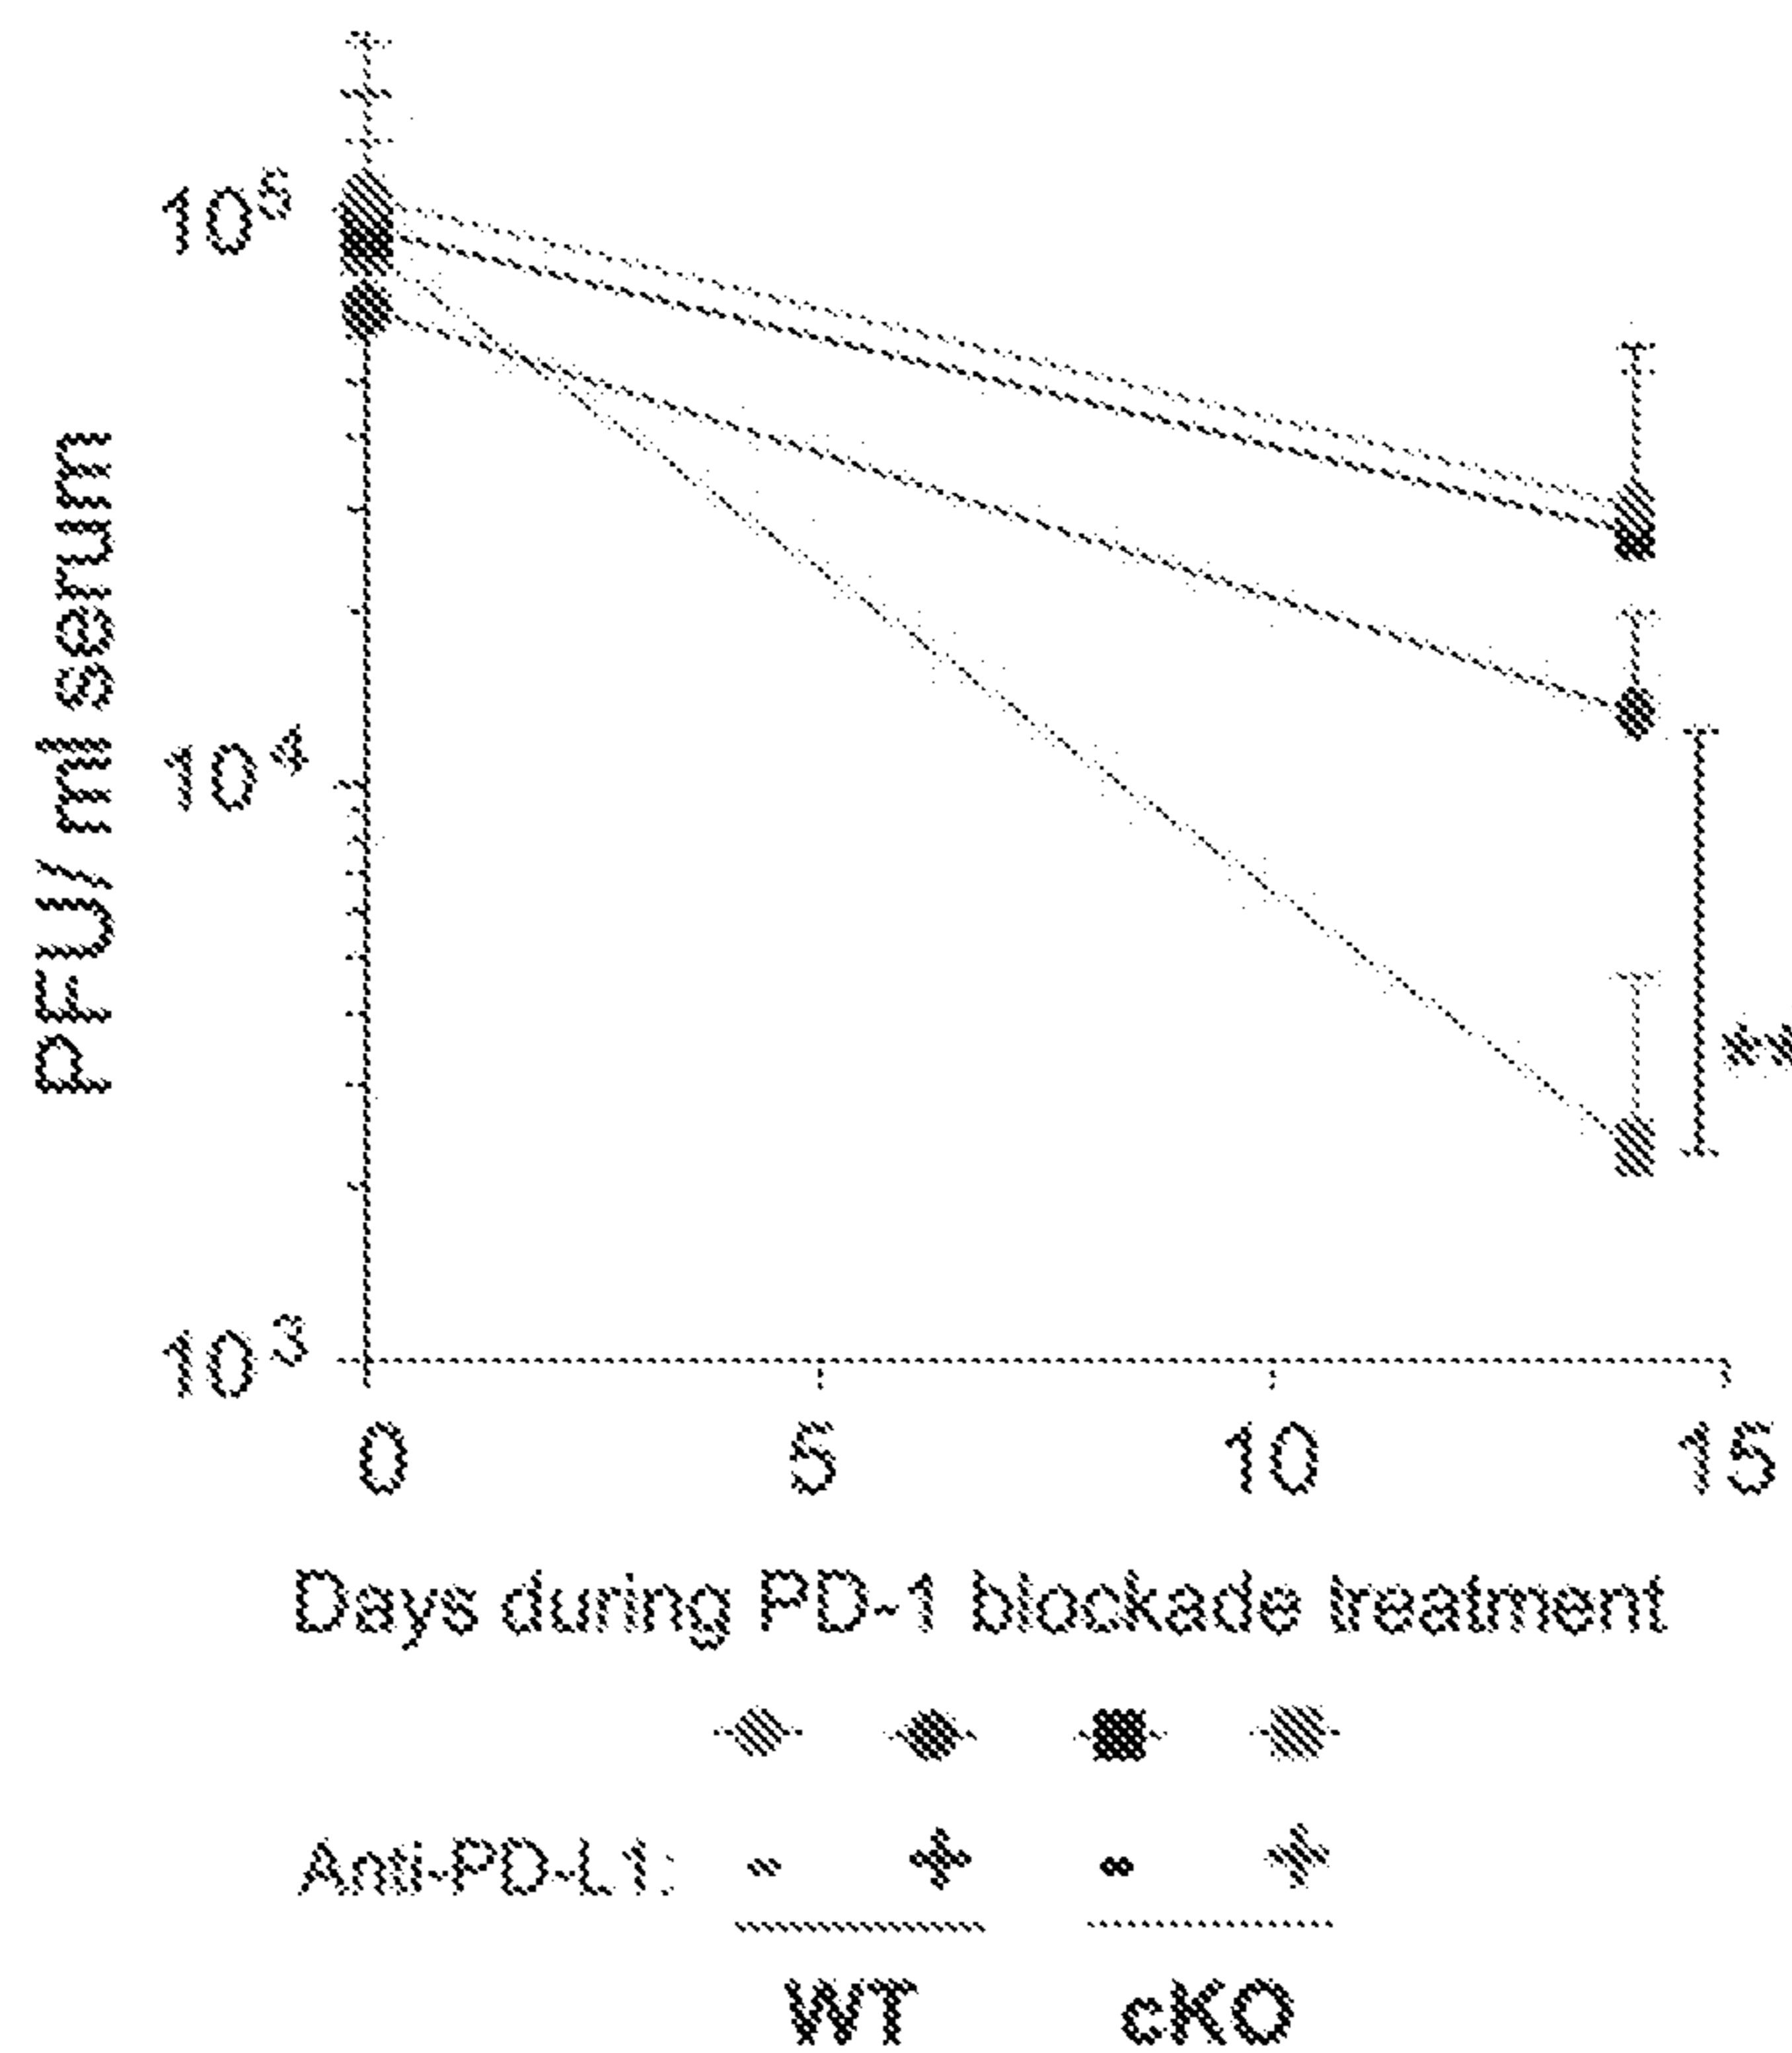 PFU/ ml serum
10⁵
10⁴
10³
**
0 5 10 15
Days during PD-1 blockade treatment
Anti-PD-L1: - + - +
WT cKO